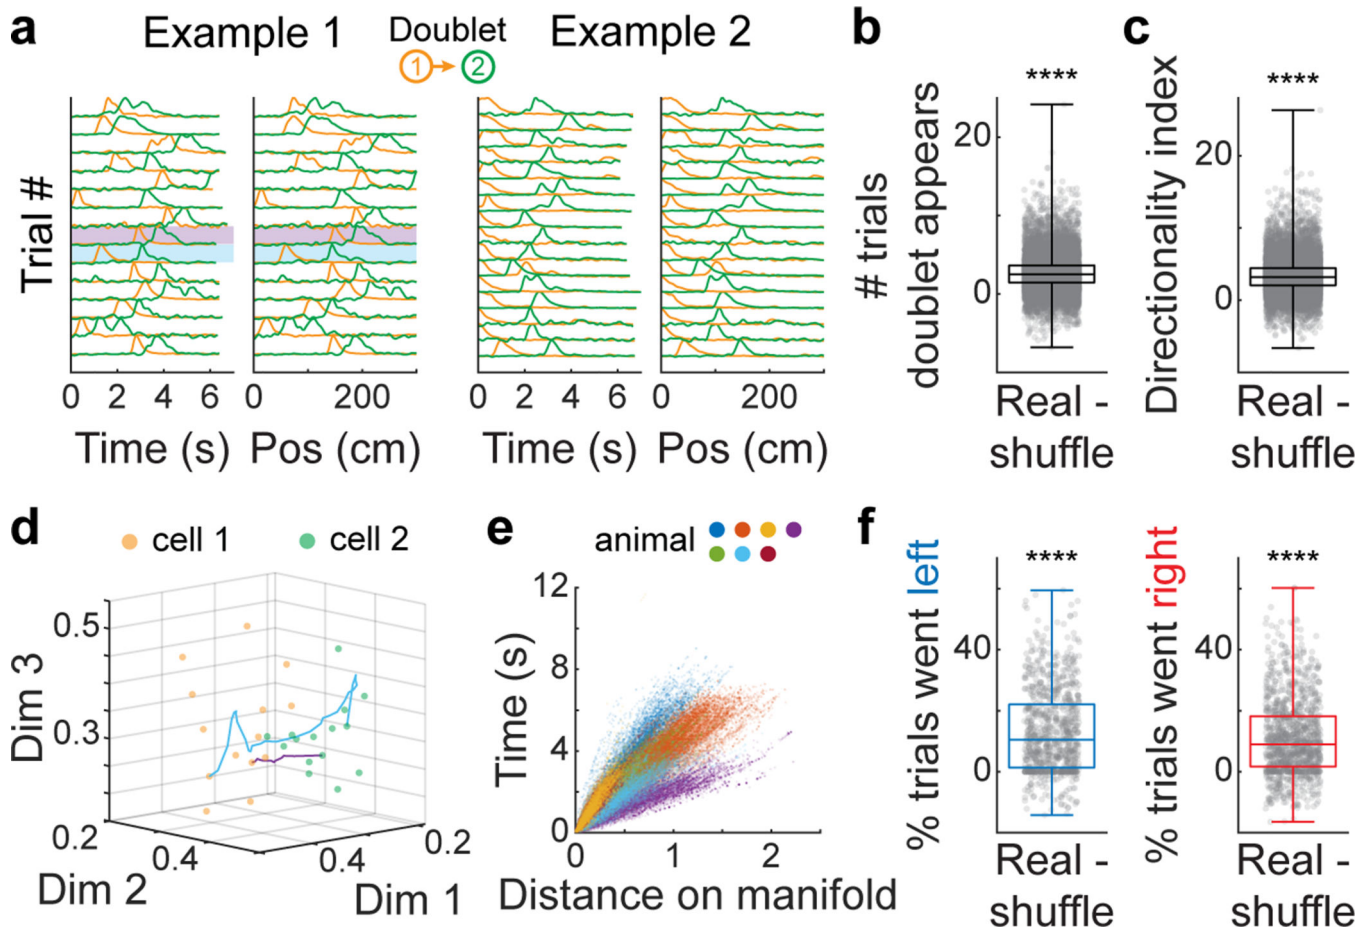 a
Example 1
Doublet
1 2
Example 2
Trial #
0 2 4 6
Time (s)
0 200
Pos (cm)
0 2 4 6
Time (s)
0 200
Pos (cm)
b
# trials
doublet appears
****
20
0
Real -
shuffle
c
Directionality index
****
20
0
Real -
shuffle
d
cell 1
cell 2
Dim 3
0.5
0.3
0.2
0.4
Dim 2
0.4
0.2
Dim 1
e
animal
Time (s)
12
8
4
0
0 1 2
Distance on manifold
f
% trials went left
****
40
0
Real -
shuffle
% trials went right
****
40
0
Real -
shuffle